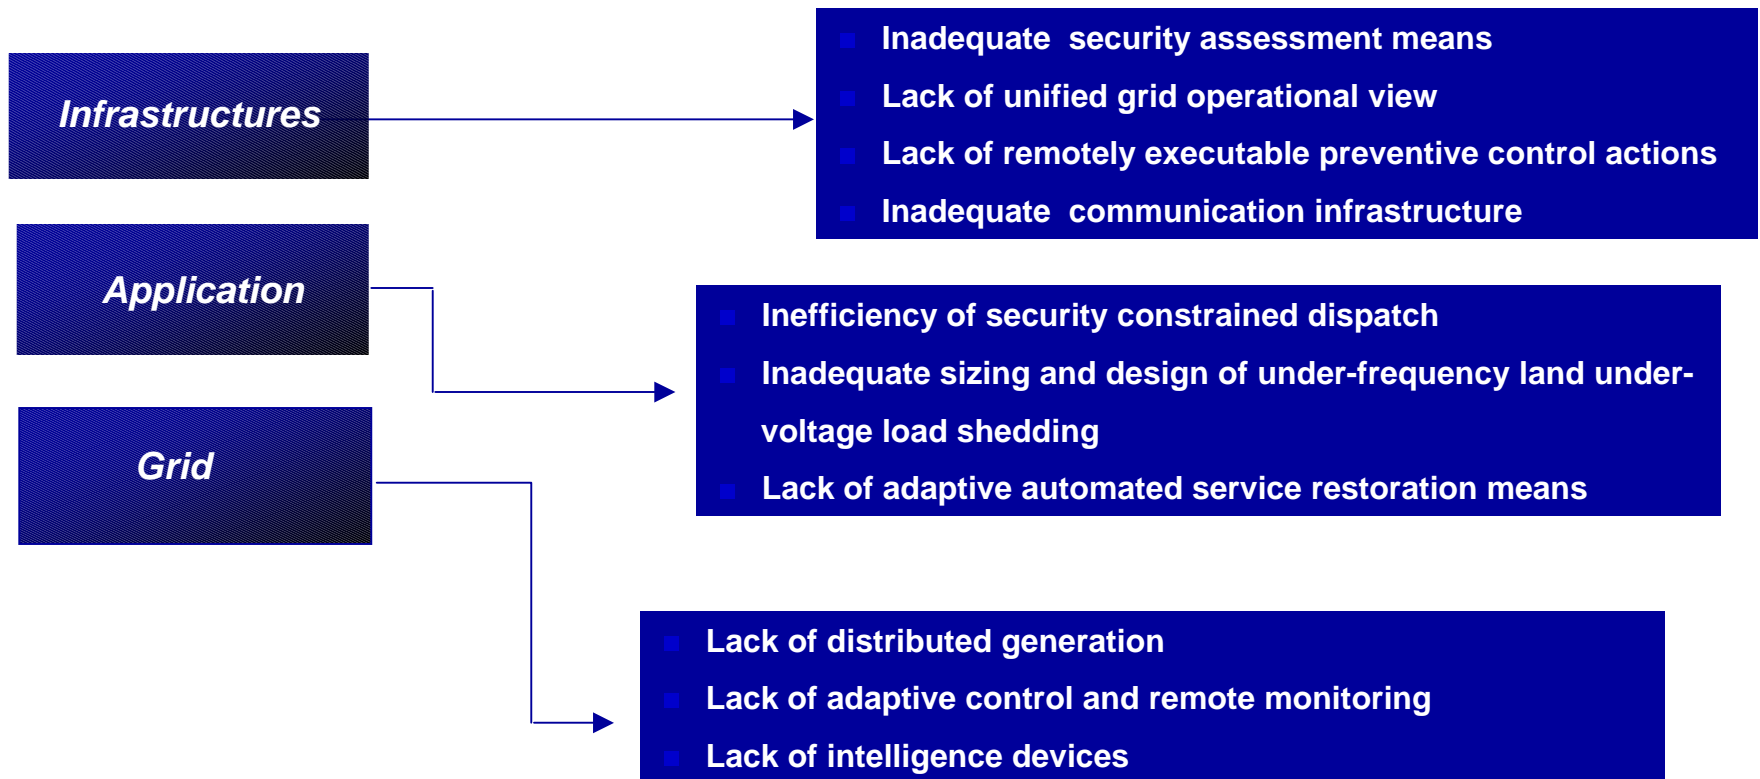 Infrastructures
Inadequate  security assessment means
Lack of unified grid operational view
Lack of remotely executable preventive control actions
Inadequate  communication infrastructure
Application
Inefficiency of security constrained dispatch
Inadequate sizing and design of under-frequency land under-
voltage load shedding
Lack of adaptive automated service restoration means
Grid
Lack of distributed generation
Lack of adaptive control and remote monitoring
Lack of intelligence devices